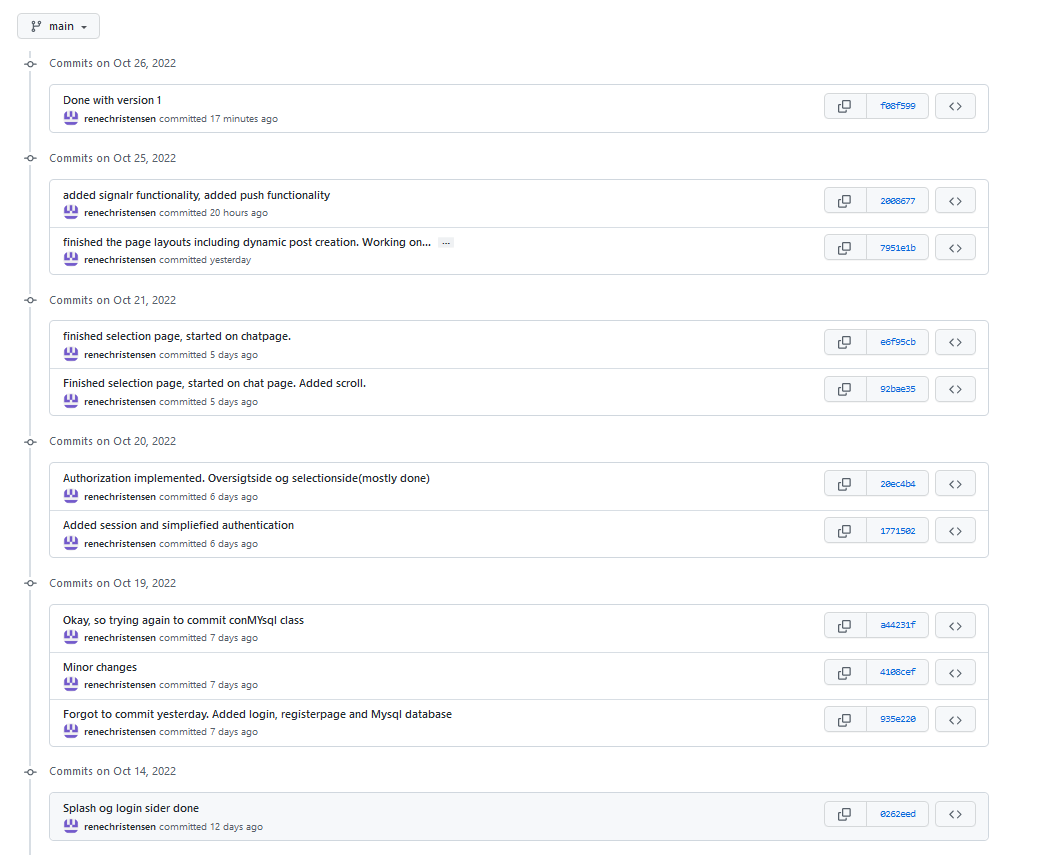 main
Commits on Oct 26, 2022
Done with version 1
renechristensen committed 17 minutes ago
f08f599
Commits on Oct 25, 2022
added signalr functionality, added push functionality
renechristensen committed 20 hours ago
2008677
finished the page layouts including dynamic post creation. Working on... …
renechristensen committed yesterday
7951e1b
Commits on Oct 21, 2022
finished selection page, started on chatpage.
renechristensen committed 5 days ago
e6f95cb
Finished selection page, started on chat page. Added scroll.
renechristensen committed 5 days ago
92bae35
Commits on Oct 20, 2022
Authorization implemented. Oversigtside og selectionside(mostly done)
renechristensen committed 6 days ago
20ec4b4
Added session and simpliefied authentication
renechristensen committed 6 days ago
1771502
Commits on Oct 19, 2022
Okay, so trying again to commit conMYsql class
renechristensen committed 7 days ago
a44231f
Minor changes
renechristensen committed 7 days ago
4108cef
Forgot to commit yesterday. Added login, registerpage and Mysql database
renechristensen committed 7 days ago
935e220
Commits on Oct 14, 2022
Splash og login sider done
renechristensen committed 12 days ago
0262eed